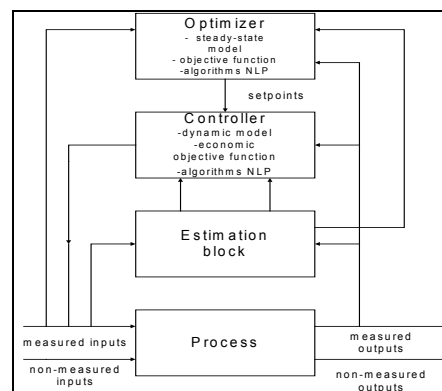 Optimizer
- steady-state
model
- objective function
-algorithms NLP
setpoints
Controller
-dynamic model
-economic
objective function
-algorithms NLP
Estimation
block
Process
measured inputs
non-measured
inputs
measured
outputs
non-measured
outputs